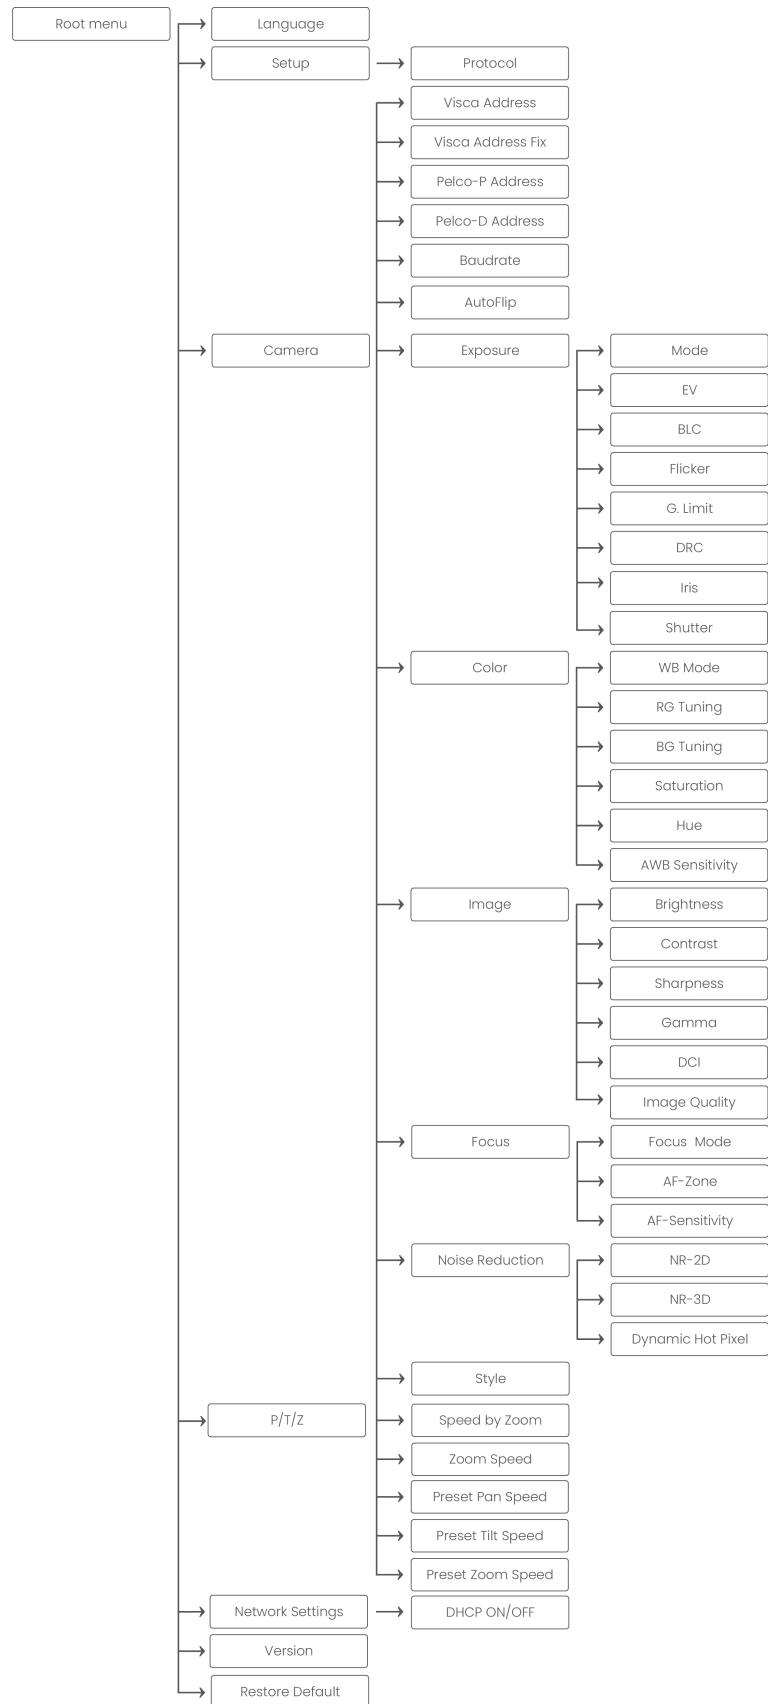 Root menu
Language
Setup
Protocol
Visca Address
Visca Address Fix
Pelco-P Address
Pelco-D Address
Baudrate
AutoFlip
Camera
Exposure
Mode
EV
BLC
Flicker
G. Limit
DRC
Iris
Shutter
Color
WB Mode
RG Tuning
BG Tuning
Saturation
Hue
AWB Sensitivity
Image
Brightness
Contrast
Sharpness
Gamma
DCI
Image Quality
Focus
Focus Mode
AF-Zone
AF-Sensitivity
Noise Reduction
NR-2D
NR-3D
Dynamic Hot Pixel
Style
P/T/Z
Speed by Zoom
Zoom Speed
Preset Pan Speed
Preset Tilt Speed
Preset Zoom Speed
Network Settings
DHCP ON/OFF
Version
Restore Default